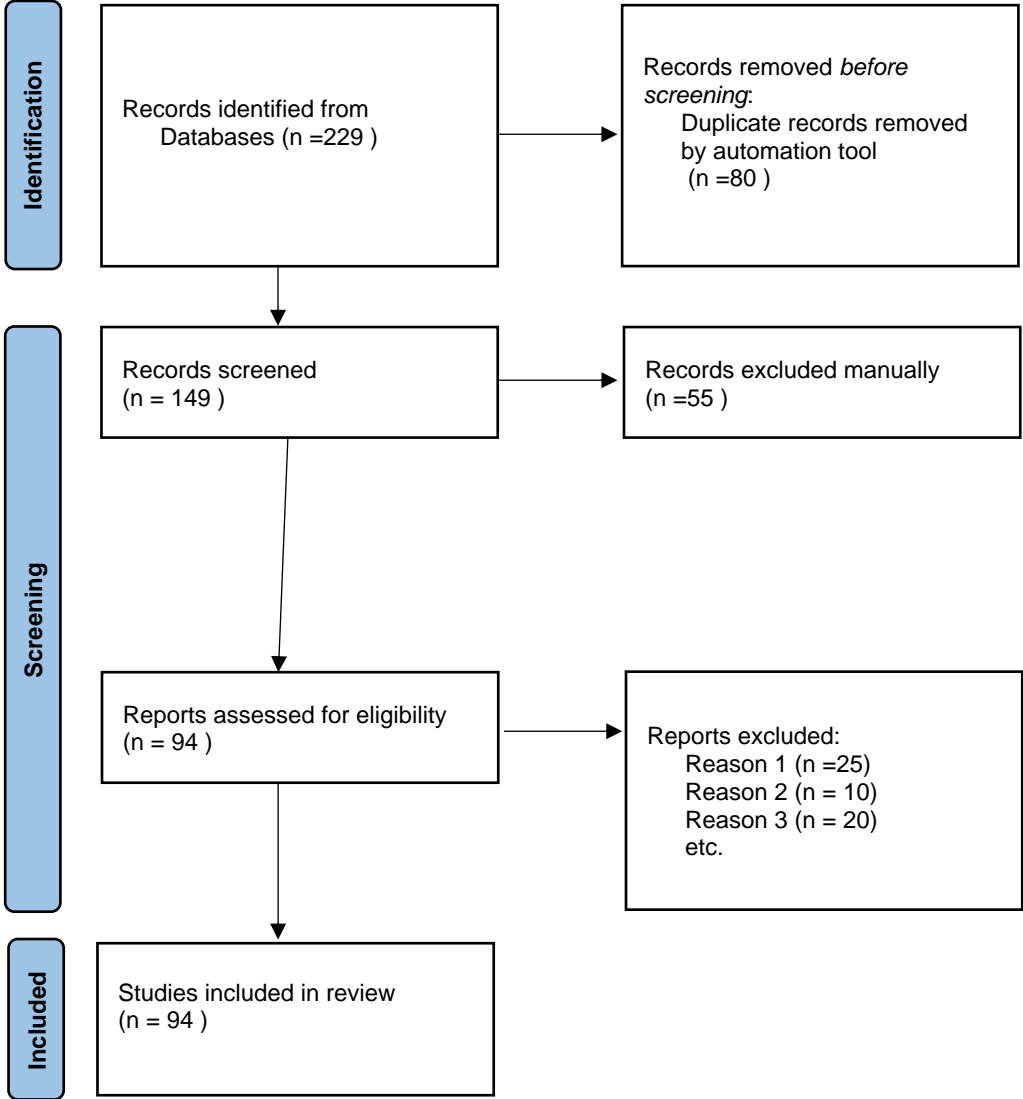 Identification
Records identified from
Databases (n =229 )
Records removed before
screening:
Duplicate records removed
by automation tool
(n =80 )
Screening
Records screened
(n = 149 )
Records excluded manually
(n =55 )
Reports assessed for eligibility
(n = 94 )
Reports excluded:
Reason 1 (n =25)
Reason 2 (n = 10)
Reason 3 (n = 20)
etc.
Included
Studies included in review
(n = 94 )